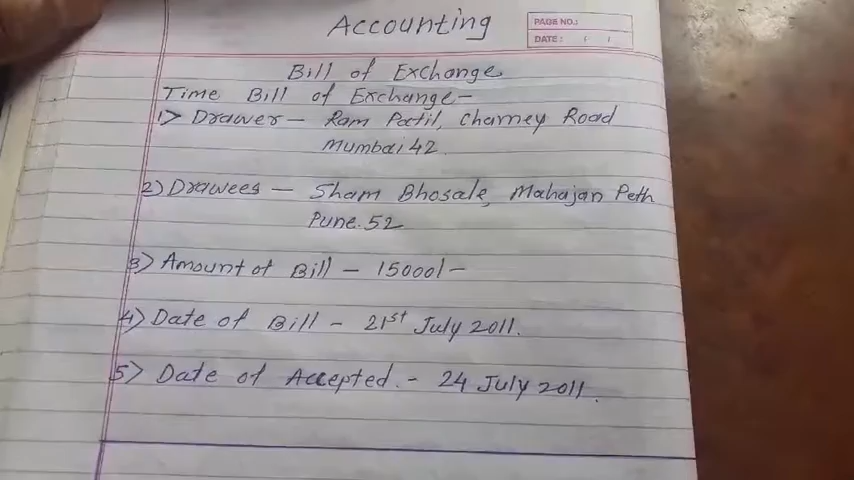 Accounting
PAGE NO.:
DATE: / /
Bill of Exchange
Time Bill of Exchange -
1> Drawer - Ram Patil, Charney Road
Mumbai 42
2) Drawees - Sham Bhosale, Mahajan Peth
Pune. 52
3> Amount of Bill - 15000/-
4) Date of Bill - 21st July 2011.
5> Date of Accepted. - 24 July 2011.